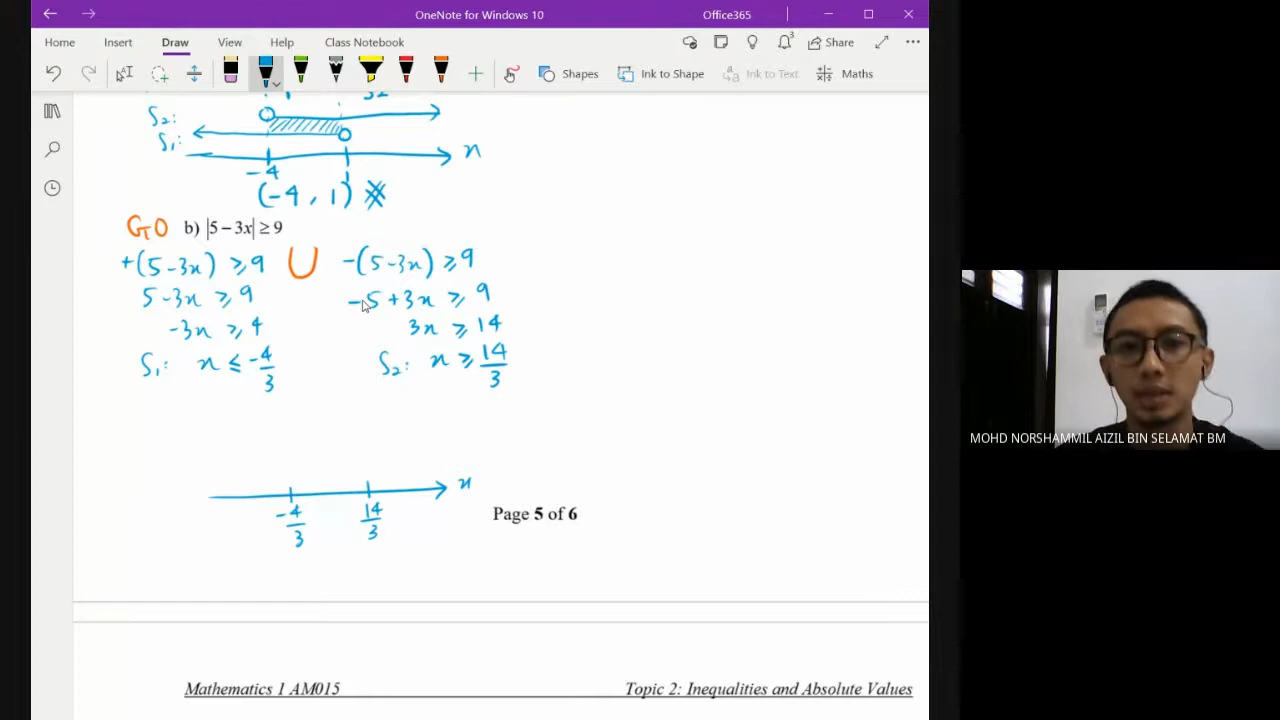 OneNote for Windows 10
Office365
Home Insert Draw View Help Class Notebook
3
Share
Shapes
Ink to Shape
Ink to Text
Maths
S₂:
S₁:
x
-4 1
(-4, 1)
GO b) |5 – 3x| ≥ 9
+(5-3x) ≥ 9 U -(5-3x) ≥ 9
5-3x ≥ 9 -5+3x ≥ 9
-3x ≥ 4 3x ≥ 14
S₁: x ≤ -4/3 S₂: x ≥ 14/3
x
-4/3 14/3
Page 5 of 6
Mathematics 1 AM015 Topic 2: Inequalities and Absolute Values
MOHD NORSHAMMIL AIZIL BIN SELAMAT BM